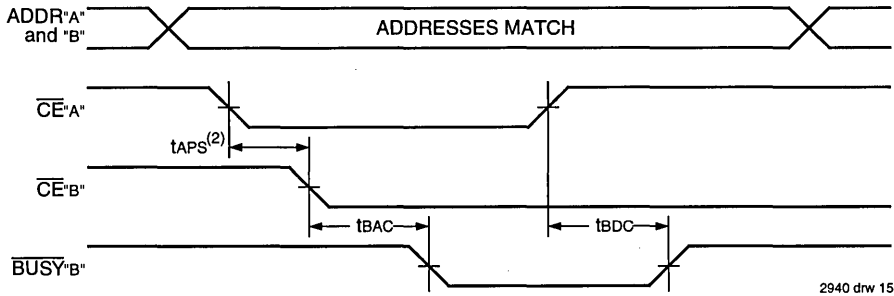 ADDR"A"
and "B"
ADDRESSES MATCH
CE"A"
tAPS(2)
CE"B"
tBAC
tBDC
BUSY"B"
2940 drw 15